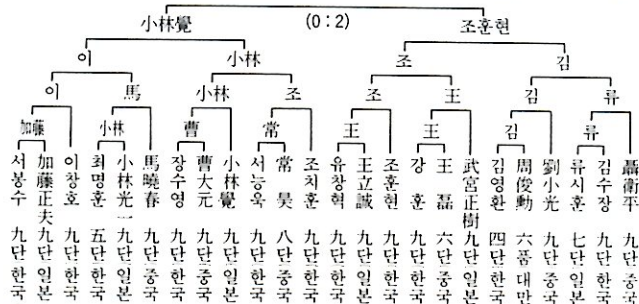 小林覺 (0:2) 조훈현
이 小林 조 김
이 馬 小林 조 조 王 김 류
加藤 小林 曹 常 王 王 김 류
서봉수 九단 한국
加藤正夫 九단 일본
이창호 九단 한국
최명훈 五단 한국
小林光一 九단 일본
馬曉春 九단 중국
장수영 九단 한국
曹大元 九단 중국
小林覺 九단 일본
서능욱 九단 한국
常昊 八단 중국
조치훈 九단 한국
유창혁 九단 한국
王立誠 九단 일본
조훈현 九단 한국
강훈 九단 한국
王磊 六단 중국
武宮正樹 九단 일본
김영환 四단 한국
周俊勳 六품 대만
劉小光 九단 중국
류시훈 七단 일본
김수장 九단 한국
聶衛平 九단 중국